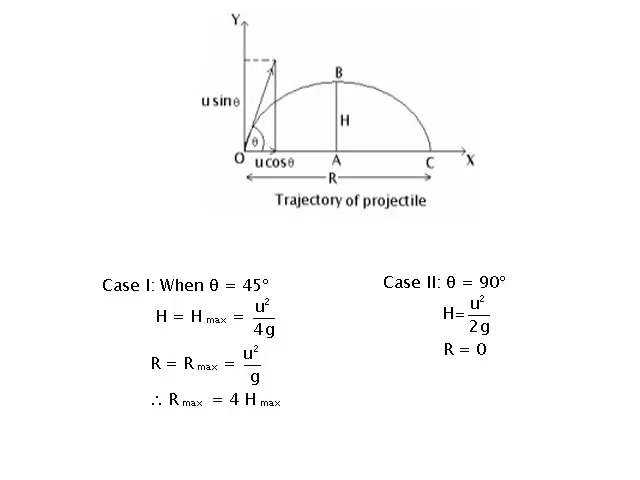 Y
B
u sinθ
H
θ
O
u cosθ
A
C
X
R
Trajectory of projectile
Case I: When θ = 45°
H = H max = u²/4g
R = R max = u²/g
∴ R max = 4 H max
Case II: θ = 90°
H= u²/2g
R = 0